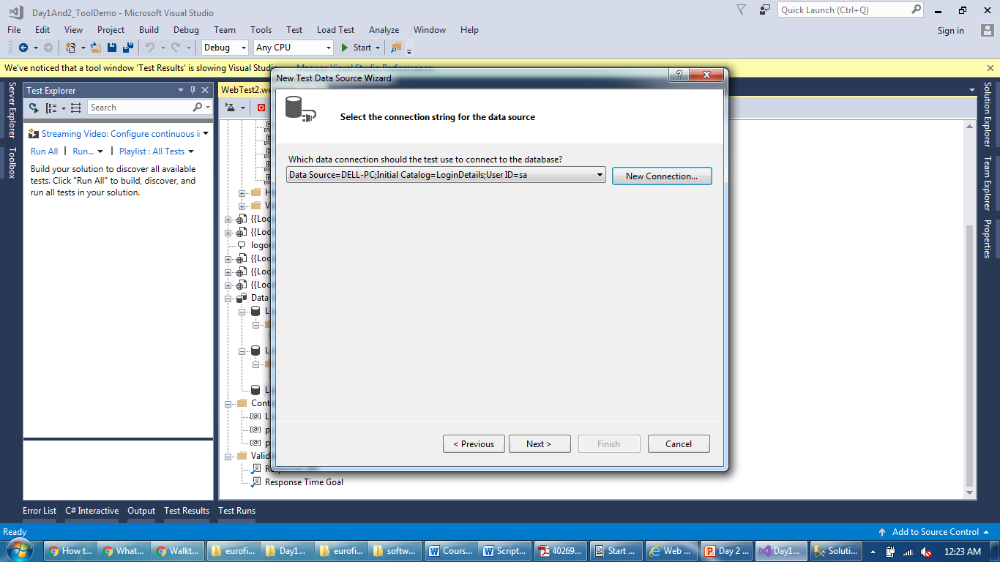 Day1And2_ToolDemo - Microsoft Visual Studio
Quick Launch (Ctrl+Q)
File Edit View Project Build Debug Team Tools Test Load Test Analyze Window Help
Sign in
Debug Any CPU Start
We've noticed that a tool window 'Test Results' is slowing Visual Studio
Server Explorer
Toolbox
Test Explorer
Search
Streaming Video: Configure continuous i
Run All | Run... | Playlist : All Tests
Build your solution to discover all available
tests. Click "Run All" to build, discover, and
run all tests in your solution.
WebTest2.we
H
V
{{Loc
{{Loc
logou
{{Loc
{{Loc
{{Loc
Data
L
L
L
Cont
L
p
p
Valid
Response Time Goal
New Test Data Source Wizard
Select the connection string for the data source
Which data connection should the test use to connect to the database?
Data Source=DELL-PC;Initial Catalog=LoginDetails;User ID=sa
New Connection...
< Previous Next > Finish Cancel
Solution Explorer
Team Explorer
Properties
Error List C# Interactive Output Test Results Test Runs
Ready
Add to Source Control
How t... What... Walkt... eurofi... Day1... eurofi... softw... Cours... Script... 40269... Start ... Web ... Day 2 ... Day1... Soluti...
12:23 AM